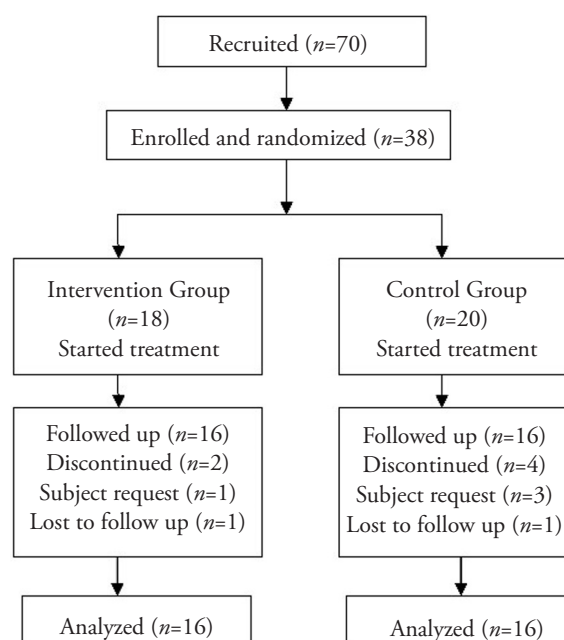 Recruited (n=70)
Enrolled and randomized (n=38)
Intervention Group
(n=18)
Started treatment
Control Group
(n=20)
Started treatment
Followed up (n=16)
Discontinued (n=2)
Subject request (n=1)
Lost to follow up (n=1)
Followed up (n=16)
Discontinued (n=4)
Subject request (n=3)
Lost to follow up (n=1)
Analyzed (n=16)
Analyzed (n=16)